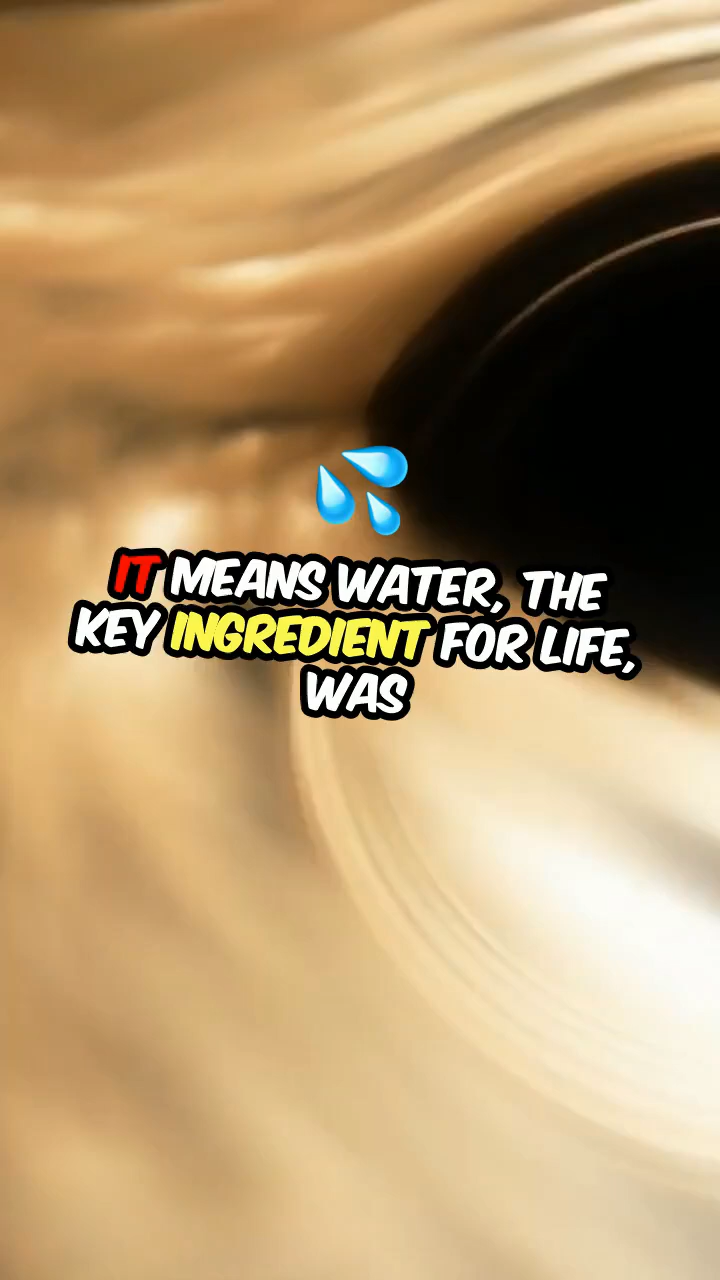 IT MEANS WATER, THE
KEY INGREDIENT FOR LIFE,
WAS